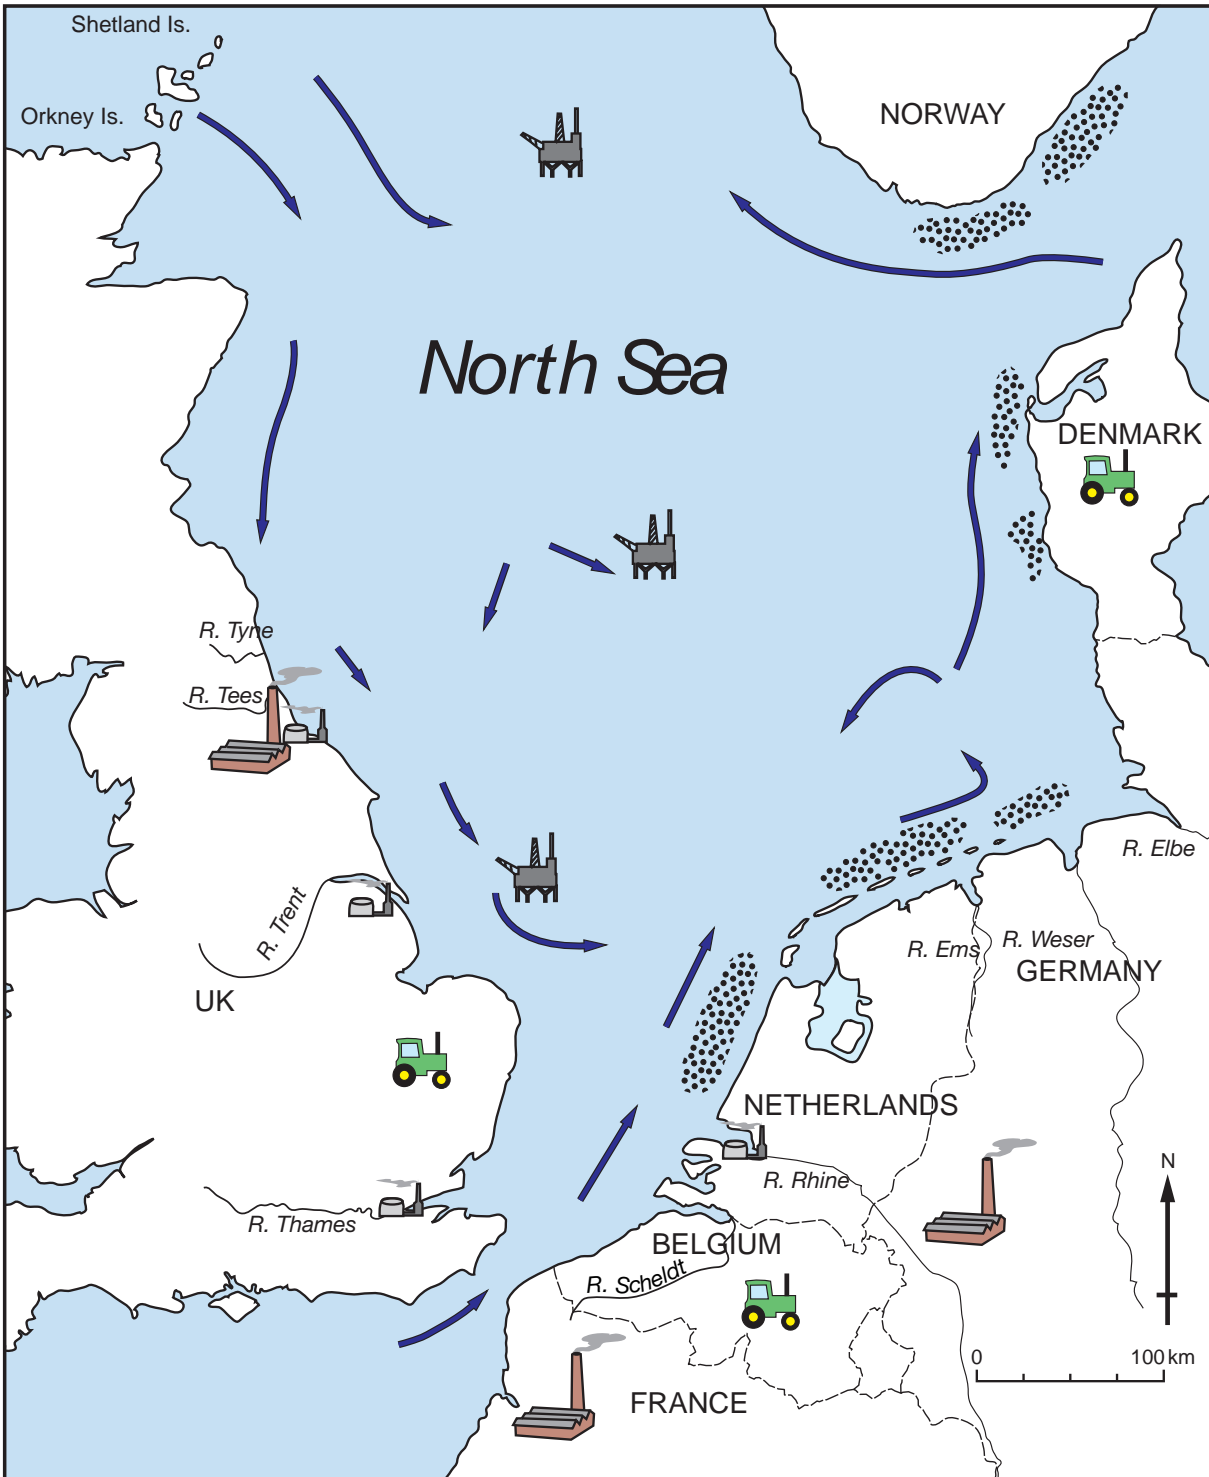 Shetland Is.
Orkney Is.
NORWAY
North Sea
DENMARK
R. Tyne
R. Tees
R. Elbe
R. Trent
R. Ems
R. Weser
GERMANY
UK
NETHERLANDS
R. Rhine
N
R. Thames
BELGIUM
R. Scheldt
0 100 km
FRANCE